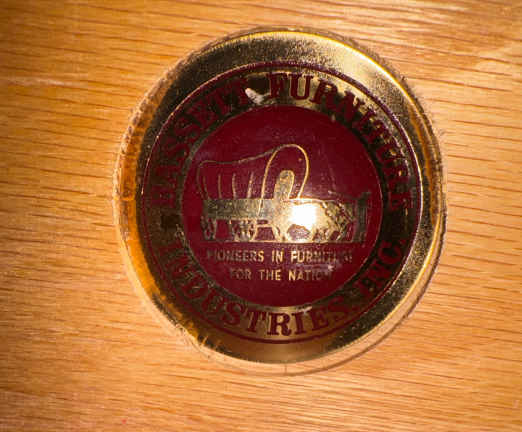 BASSETT FURNITURE
PIONEERS IN FURNITURE
FOR THE NATION
INDUSTRIES, INC.